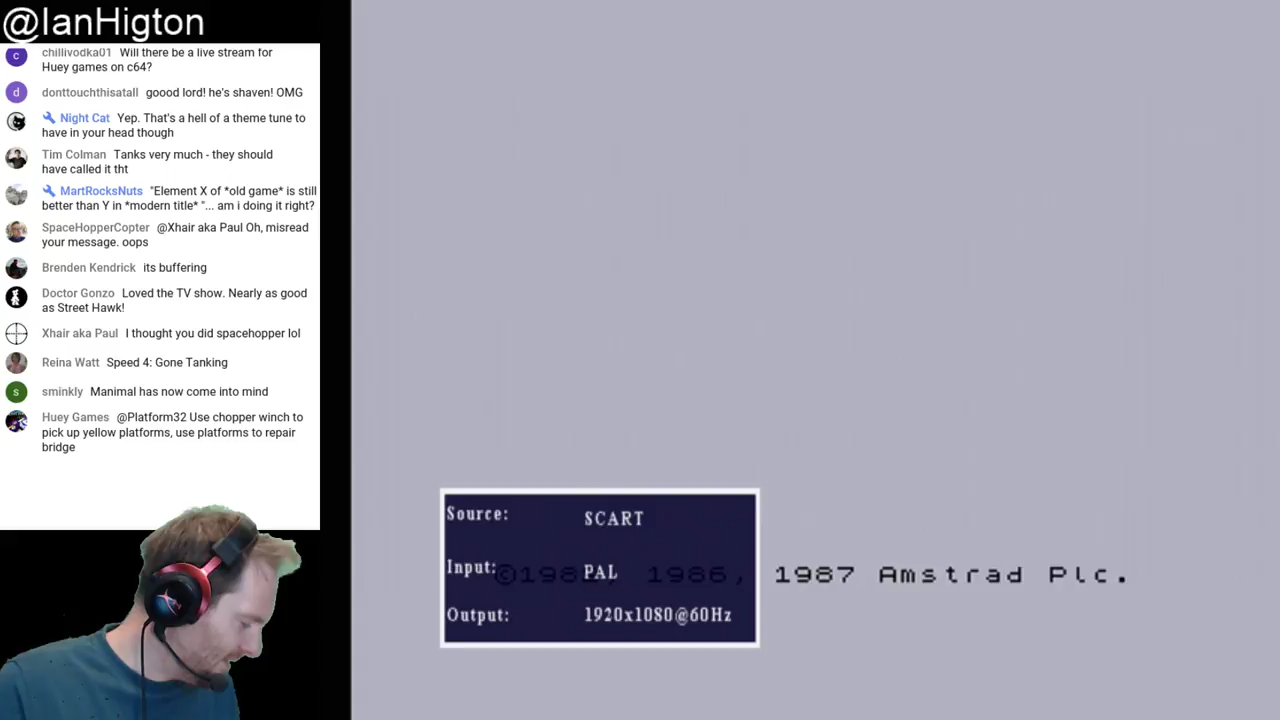 @IanHigton
chillivodka01 Will there be a live stream for
Huey games on c64?
donttouchthisatall goood lord! he's shaven! OMG
Night Cat Yep. That's a hell of a theme tune to
have in your head though
Tim Colman Tanks very much - they should
have called it tht
MartRocksNuts "Element X of *old game* is still
better than Y in *modern title* "... am i doing it right?
SpaceHopperCopter @Xhair aka Paul Oh, misread
your message. oops
Brenden Kendrick its buffering
Doctor Gonzo Loved the TV show. Nearly as good
as Street Hawk!
Xhair aka Paul I thought you did spacehopper lol
Reina Watt Speed 4: Gone Tanking
sminkly Manimal has now come into mind
Huey Games @Platform32 Use chopper winch to
pick up yellow platforms, use platforms to repair
bridge
Source: SCART
Input: PAL
Output: 1920x1080@60Hz
1986, 1987 Amstrad Plc.